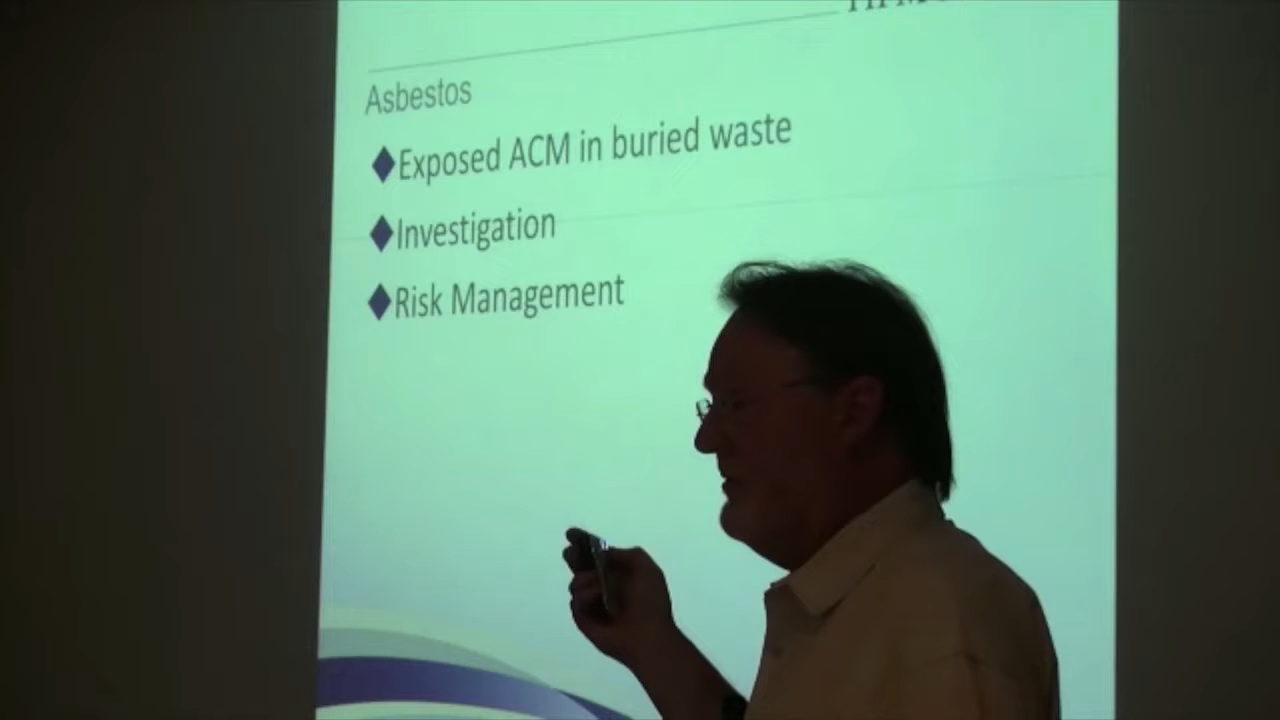 Asbestos
Exposed ACM in buried waste
Investigation
Risk Management